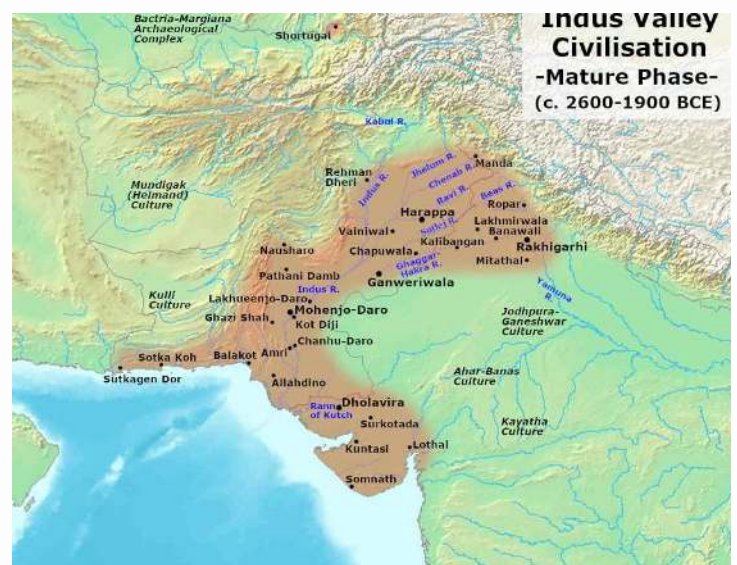 Indus Valley
Civilisation
-Mature Phase-
(c. 2600-1900 BCE)
Bactria-Margiana
Archaeological
Complex
Shortugai
Kabul R.
Rehman
Dheri
Indus R.
Jhelum R.
Manda
Chenab R.
Ravi R.
Beas R.
Mundigak
(Helmand)
Culture
Ropar
Harappa
Lakhmirwala
Sutlej R.
Banawali
Vainiwal
Kalibangan
Rakhigarhi
Nausharo
Chapuwala
Ghaggar-
Hakra R.
Mitathal
Pathani Damb
Ganweriwala
Yamuna
R.
Kulli
Culture
Indus R.
Lakhueenjo-Daro
Mohenjo-Daro
Ghazi Shah
Kot Diji
Jodhpura-
Ganeshwar
Culture
Chanhu-Daro
Amri
Sotka Koh
Balakot
Sutkagen Dor
Allahdino
Ahar-Banas
Culture
Rann
of Kutch
Dholavira
Surkotada
Kayatha
Culture
Kuntasi
Lothal
Somnath